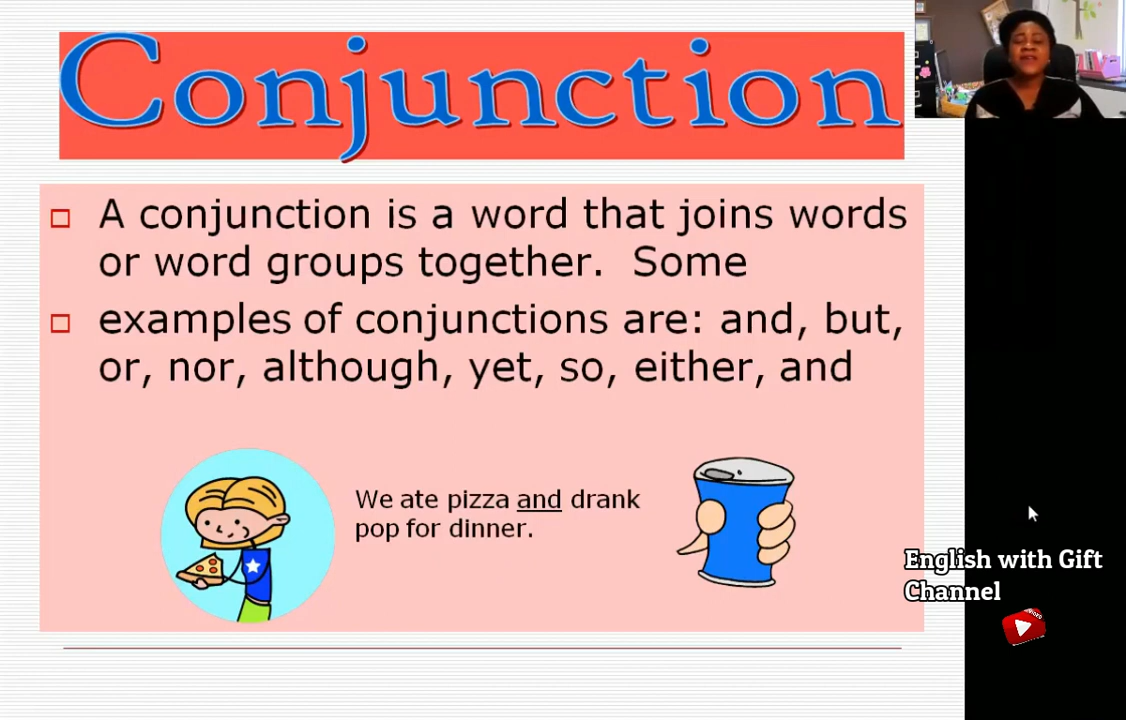 Conjunction
A conjunction is a word that joins words
or word groups together. Some
examples of conjunctions are: and, but,
or, nor, although, yet, so, either, and
We ate pizza and drank
pop for dinner.
English with Gift
Channel